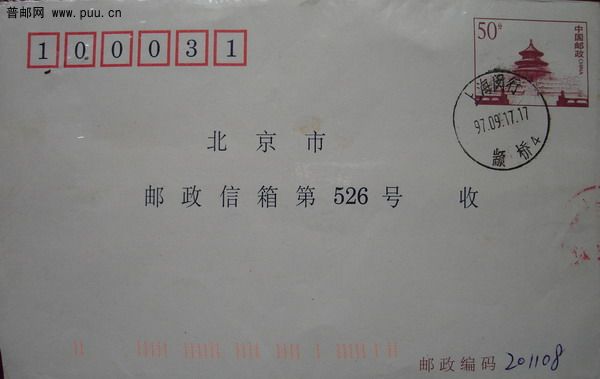 普邮网 www.puu.cn
100031
50分
中国邮政
CHINA
上海闵行
97.09.17.17
颛桥4
北京市
邮政信箱第526号 收
邮政编码 201108